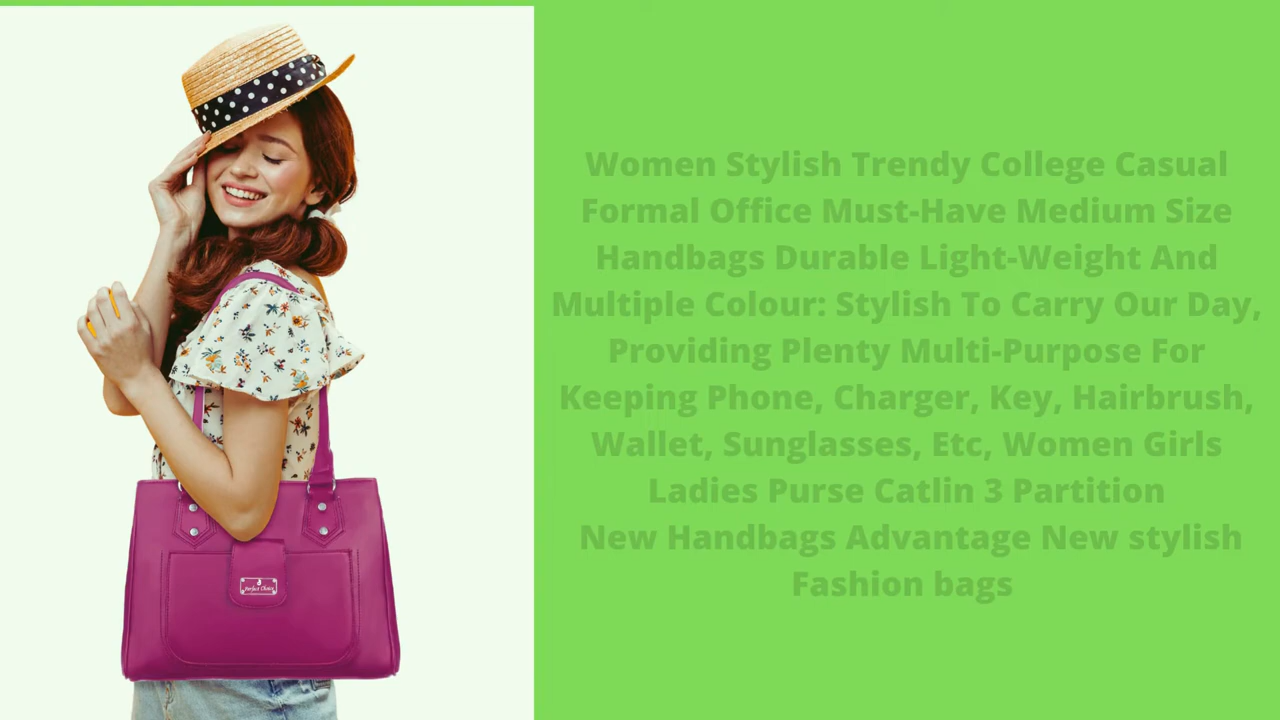 Women Stylish Trendy College Casual
Formal Office Must-Have Medium Size
Handbags Durable Light-Weight And
Multiple Colour: Stylish To Carry Our Day,
Providing Plenty Multi-Purpose For
Keeping Phone, Charger, Key, Hairbrush,
Wallet, Sunglasses, Etc, Women Girls
Ladies Purse Catlin 3 Partition
New Handbags Advantage New stylish
Fashion bags
Perfect Choice